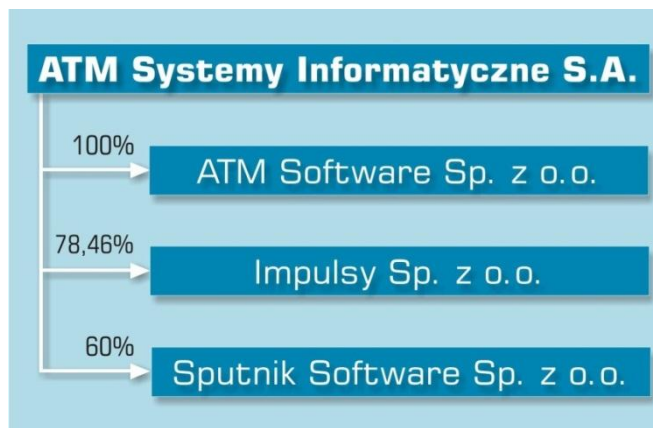 ATM Systemy Informatyczne S.A.
100%
ATM Software Sp. z o.o.
78,46%
Impulsy Sp. z o.o.
60%
Sputnik Software Sp. z o.o.